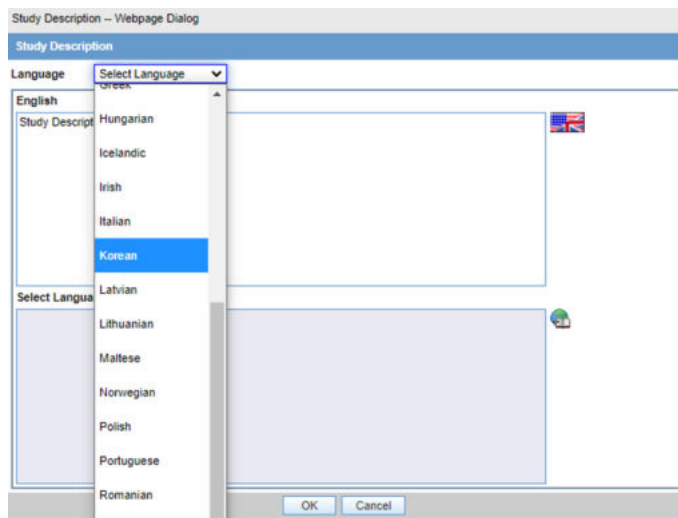 Study Description -- Webpage Dialog
Study Description
Language Select Language
Greek
English
Study Descript
Hungarian
Icelandic
Irish
Italian
Korean
Latvian
Select Langua
Lithuanian
Maltese
Norwegian
Polish
Portuguese
Romanian
OK Cancel